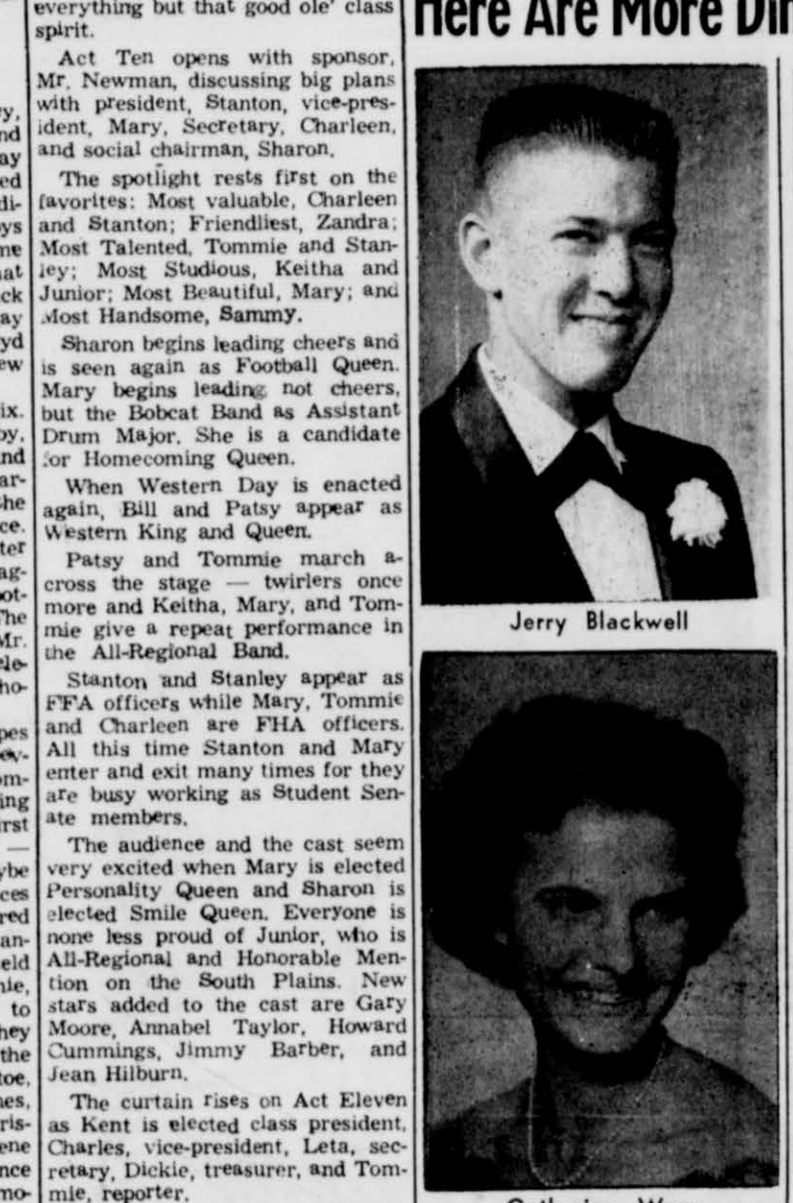 everything but that good ole' class
spirit.
Act Ten opens with sponsor,
Mr. Newman, discussing big plans
with president, Stanton, vice-pres-
ident, Mary, Secretary, Charleen,
and social chairman, Sharon.
The spotlight rests first on the
favorites: Most valuable, Charleen
and Stanton; Friendliest, Zandra;
Most Talented, Tommie and Stan-
ley; Most Studious, Keitha and
Junior; Most Beautiful, Mary; and
Most Handsome, Sammy.
Sharon begins leading cheers and
is seen again as Football Queen.
Mary begins leading not cheers,
but the Bobcat Band as Assistant
Drum Major. She is a candidate
for Homecoming Queen.
When Western Day is enacted
again, Bill and Patsy appear as
Western King and Queen.
Patsy and Tommie march a-
cross the stage — twirlers once
more and Keitha, Mary, and Tom-
mie give a repeat performance in
the All-Regional Band.
Stanton and Stanley appear as
FFA officers while Mary, Tommie
and Charleen are FHA officers.
All this time Stanton and Mary
enter and exit many times for they
are busy working as Student Sen-
ate members.
The audience and the cast seem
very excited when Mary is elected
Personality Queen and Sharon is
elected Smile Queen. Everyone is
none less proud of Junior, who is
All-Regional and Honorable Men-
tion on the South Plains. New
stars added to the cast are Gary
Moore, Annabel Taylor, Howard
Cummings, Jimmy Barber, and
Jean Hilburn.
The curtain rises on Act Eleven
as Kent is elected class president,
Charles, vice-president, Leta, sec-
retary, Dickie, treasurer, and Tom-
mie, reporter.
Here Are More
Jerry Blackwell